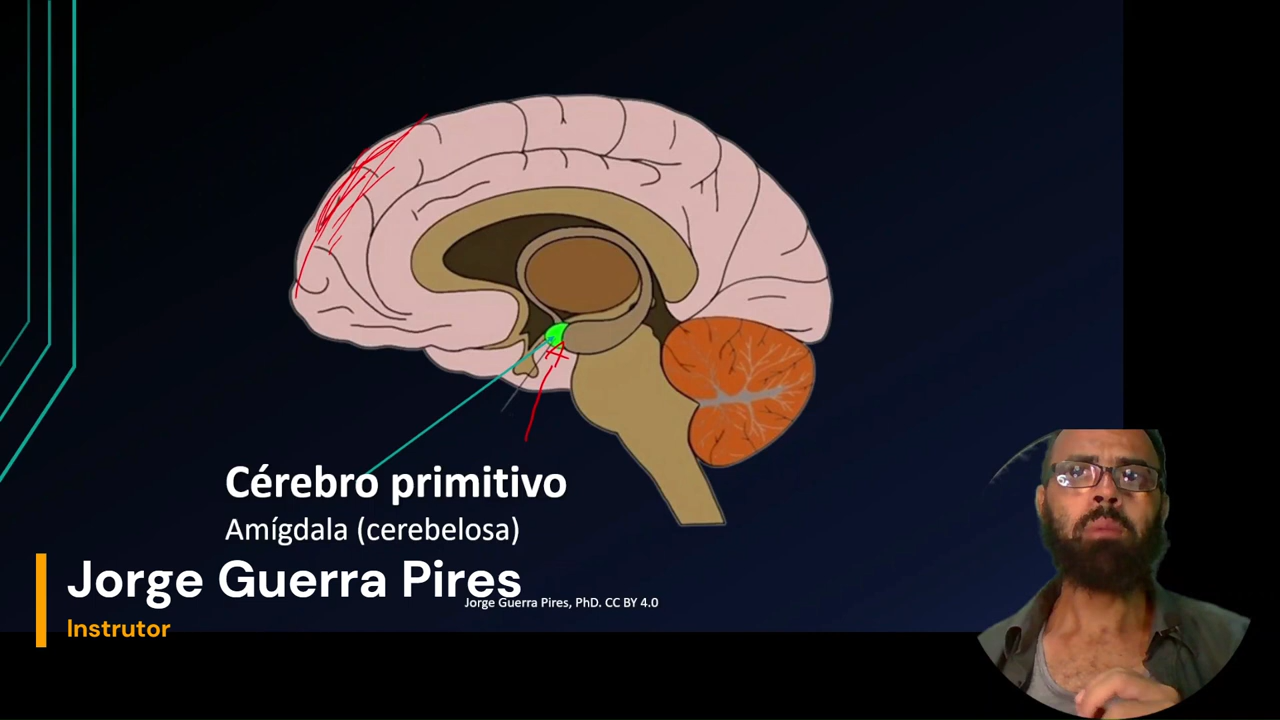 Cérebro primitivo
Amígdala (cerebelosa)
Jorge Guerra Pires
Jorge Guerra Pires, PhD. CC BY 4.0
Instrutor